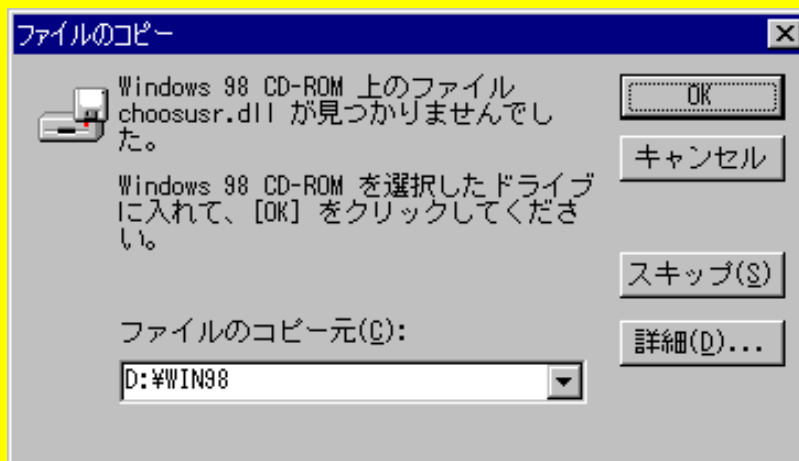 ファイルのコピー
Windows 98 CD-ROM 上のファイル
choosusr.dll が見つかりませんでし
た。
Windows 98 CD-ROM を選択したドライブ
に入れて、[OK] をクリックしてくださ
い。
ファイルのコピー元(C):
D:¥WIN98
OK
キャンセル
スキップ(S)
詳細(D)...